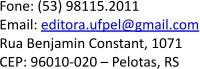 Fone: (53) 98115.2011
Email: editora.ufpel@gmail.com
Rua Benjamin Constant, 1071
CEP: 96010-020 – Pelotas, RS